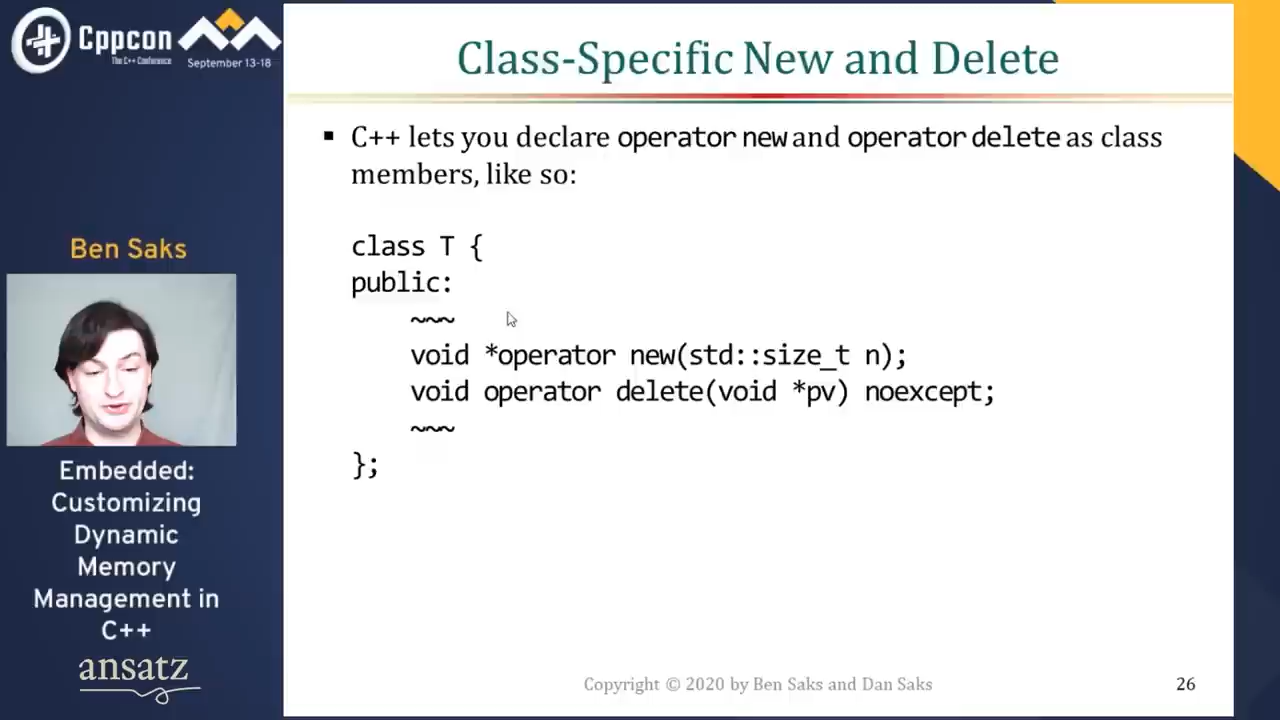 Cppcon
The C++ Conference
September 13-18
Ben Saks
Embedded:
Customizing
Dynamic
Memory
Management in
C++
ansatz
Class-Specific New and Delete
▪ C++ lets you declare operator new and operator delete as class
members, like so:
class T {
public:
~~~
void *operator new(std::size_t n);
void operator delete(void *pv) noexcept;
~~~
};
Copyright © 2020 by Ben Saks and Dan Saks
26